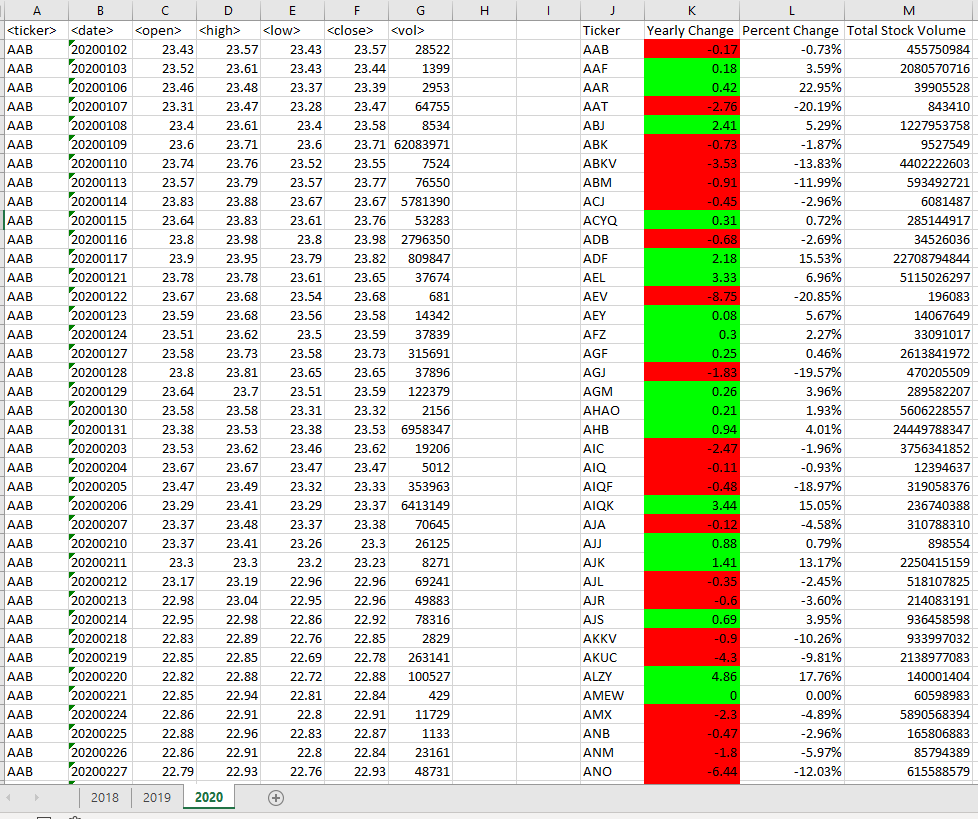 A B C D E F G H I J K L M
<ticker> <date> <open> <high> <low> <close> <vol> Ticker Yearly Change Percent Change Total Stock Volume
AAB 20200102 23.43 23.57 23.43 23.57 28522 AAB -0.17 -0.73% 455750984
AAB 20200103 23.52 23.61 23.43 23.44 1399 AAF 0.18 3.59% 2080570716
AAB 20200106 23.46 23.48 23.37 23.39 2953 AAR 0.42 22.95% 39905528
AAB 20200107 23.31 23.47 23.28 23.47 64755 AAT -2.76 -20.19% 843410
AAB 20200108 23.4 23.61 23.4 23.58 8534 ABJ 2.41 5.29% 1227953758
AAB 20200109 23.6 23.71 23.6 23.71 62083971 ABK -0.73 -1.87% 9527549
AAB 20200110 23.74 23.76 23.52 23.55 7524 ABKV -3.53 -13.83% 4402222603
AAB 20200113 23.57 23.79 23.57 23.77 76550 ABM -0.91 -11.99% 593492721
AAB 20200114 23.83 23.88 23.67 23.67 5781390 ACJ -0.45 -2.96% 6081487
AAB 20200115 23.64 23.83 23.61 23.76 53283 ACYQ 0.31 0.72% 285144917
AAB 20200116 23.8 23.98 23.8 23.98 2796350 ADB -0.68 -2.69% 34526036
AAB 20200117 23.9 23.95 23.79 23.82 809847 ADF 2.18 15.53% 22708794844
AAB 20200121 23.78 23.78 23.61 23.65 37674 AEL 3.33 6.96% 5115026297
AAB 20200122 23.67 23.68 23.54 23.68 681 AEV -8.75 -20.85% 196083
AAB 20200123 23.59 23.68 23.56 23.58 14342 AEY 0.08 5.67% 14067649
AAB 20200124 23.51 23.62 23.5 23.59 37839 AFZ 0.3 2.27% 33091017
AAB 20200127 23.58 23.73 23.58 23.73 315691 AGF 0.25 0.46% 2613841972
AAB 20200128 23.8 23.81 23.65 23.65 37896 AGJ -1.83 -19.57% 470205509
AAB 20200129 23.64 23.7 23.51 23.59 122379 AGM 0.26 3.96% 289582207
AAB 20200130 23.58 23.58 23.31 23.32 2156 AHAO 0.21 1.93% 5606228557
AAB 20200131 23.38 23.53 23.38 23.53 6958347 AHB 0.94 4.01% 24449788347
AAB 20200203 23.53 23.62 23.46 23.62 19206 AIC -2.47 -1.96% 3756341852
AAB 20200204 23.67 23.67 23.47 23.47 5012 AIQ -0.11 -0.93% 12394637
AAB 20200205 23.47 23.49 23.32 23.33 353963 AIQF -0.48 -18.97% 319058376
AAB 20200206 23.29 23.41 23.29 23.37 6413149 AIQK 3.44 15.05% 236740388
AAB 20200207 23.37 23.48 23.37 23.38 70645 AJA -0.12 -4.58% 310788310
AAB 20200210 23.37 23.41 23.26 23.3 26125 AJJ 0.88 0.79% 898554
AAB 20200211 23.3 23.3 23.2 23.23 8271 AJK 1.41 13.17% 2250415159
AAB 20200212 23.17 23.19 22.96 22.96 69241 AJL -0.35 -2.45% 518107825
AAB 20200213 22.98 23.04 22.95 22.96 49883 AJR -0.6 -3.60% 214083191
AAB 20200214 22.95 22.98 22.86 22.92 78316 AJS 0.69 3.95% 936458598
AAB 20200218 22.83 22.89 22.76 22.85 2829 AKKV -0.9 -10.26% 933997032
AAB 20200219 22.85 22.85 22.69 22.78 263141 AKUC -4.3 -9.81% 2138977083
AAB 20200220 22.82 22.88 22.72 22.88 100527 ALZY 4.86 17.76% 140001404
AAB 20200221 22.85 22.94 22.81 22.84 429 AMEW 0 0.00% 60598983
AAB 20200224 22.86 22.91 22.8 22.91 11729 AMX -2.3 -4.89% 5890568394
AAB 20200225 22.88 22.96 22.83 22.87 1133 ANB -0.47 -2.96% 165806883
AAB 20200226 22.86 22.91 22.8 22.84 23161 ANM -1.8 -5.97% 85794389
AAB 20200227 22.79 22.93 22.76 22.93 48731 ANO -6.44 -12.03% 615588579
2018 2019 2020